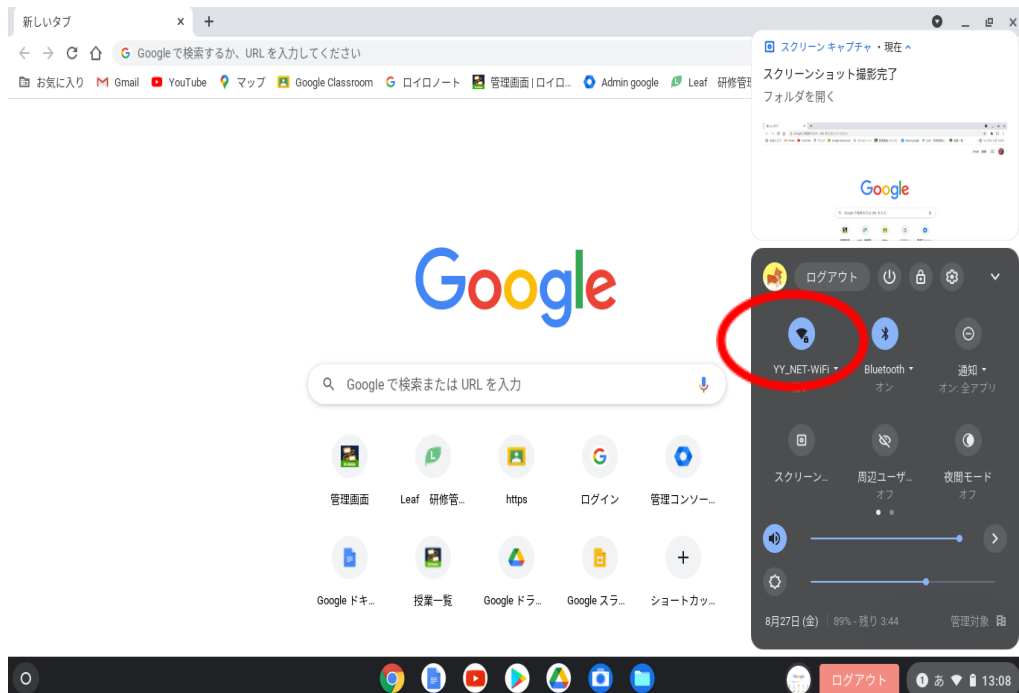 新しいタブ
Google で検索するか、URL を入力してください
お気に入り Gmail YouTube マップ Google Classroom ロイロノート 管理画面 | ロイロ... Admin google Leaf 研修管
スクリーン キャプチャ ・現在
スクリーンショット撮影完了
フォルダを開く
Google
Google
ログアウト
YY_NET-WiFi Bluetooth 通知
オン オン: 全アプリ
Google で検索または URL を入力
スクリーン... 周辺ユーザ... 夜間モード
オフ オフ
管理画面 Leaf 研修管... https ログイン 管理コンソー...
Google ドキ... 授業一覧 Google ドラ... Google スラ... ショートカッ...
8月27日 (金) 89% - 残り 3:44 管理対象
ログアウト 1 あ 13:08